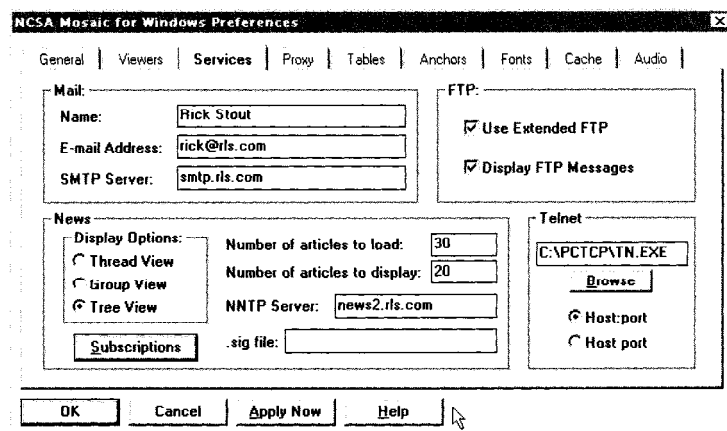 NCSA Mosaic for Windows Preferences
General Viewers Services Proxy Tables Anchors Fonts Cache Audio
Mail:
Name: Rick Stout
E-mail Address: rick@rls.com
SMTP Server: smtp.rls.com
FTP:
Use Extended FTP
Display FTP Messages
News
Display Options:
Thread View
Group View
Tree View
Subscriptions
Number of articles to load: 30
Number of articles to display: 20
NNTP Server: news2.rls.com
.sig file:
Telnet
C:\PCTCP\TN.EXE
Browse
Host:port
Host port
OK Cancel Apply Now Help